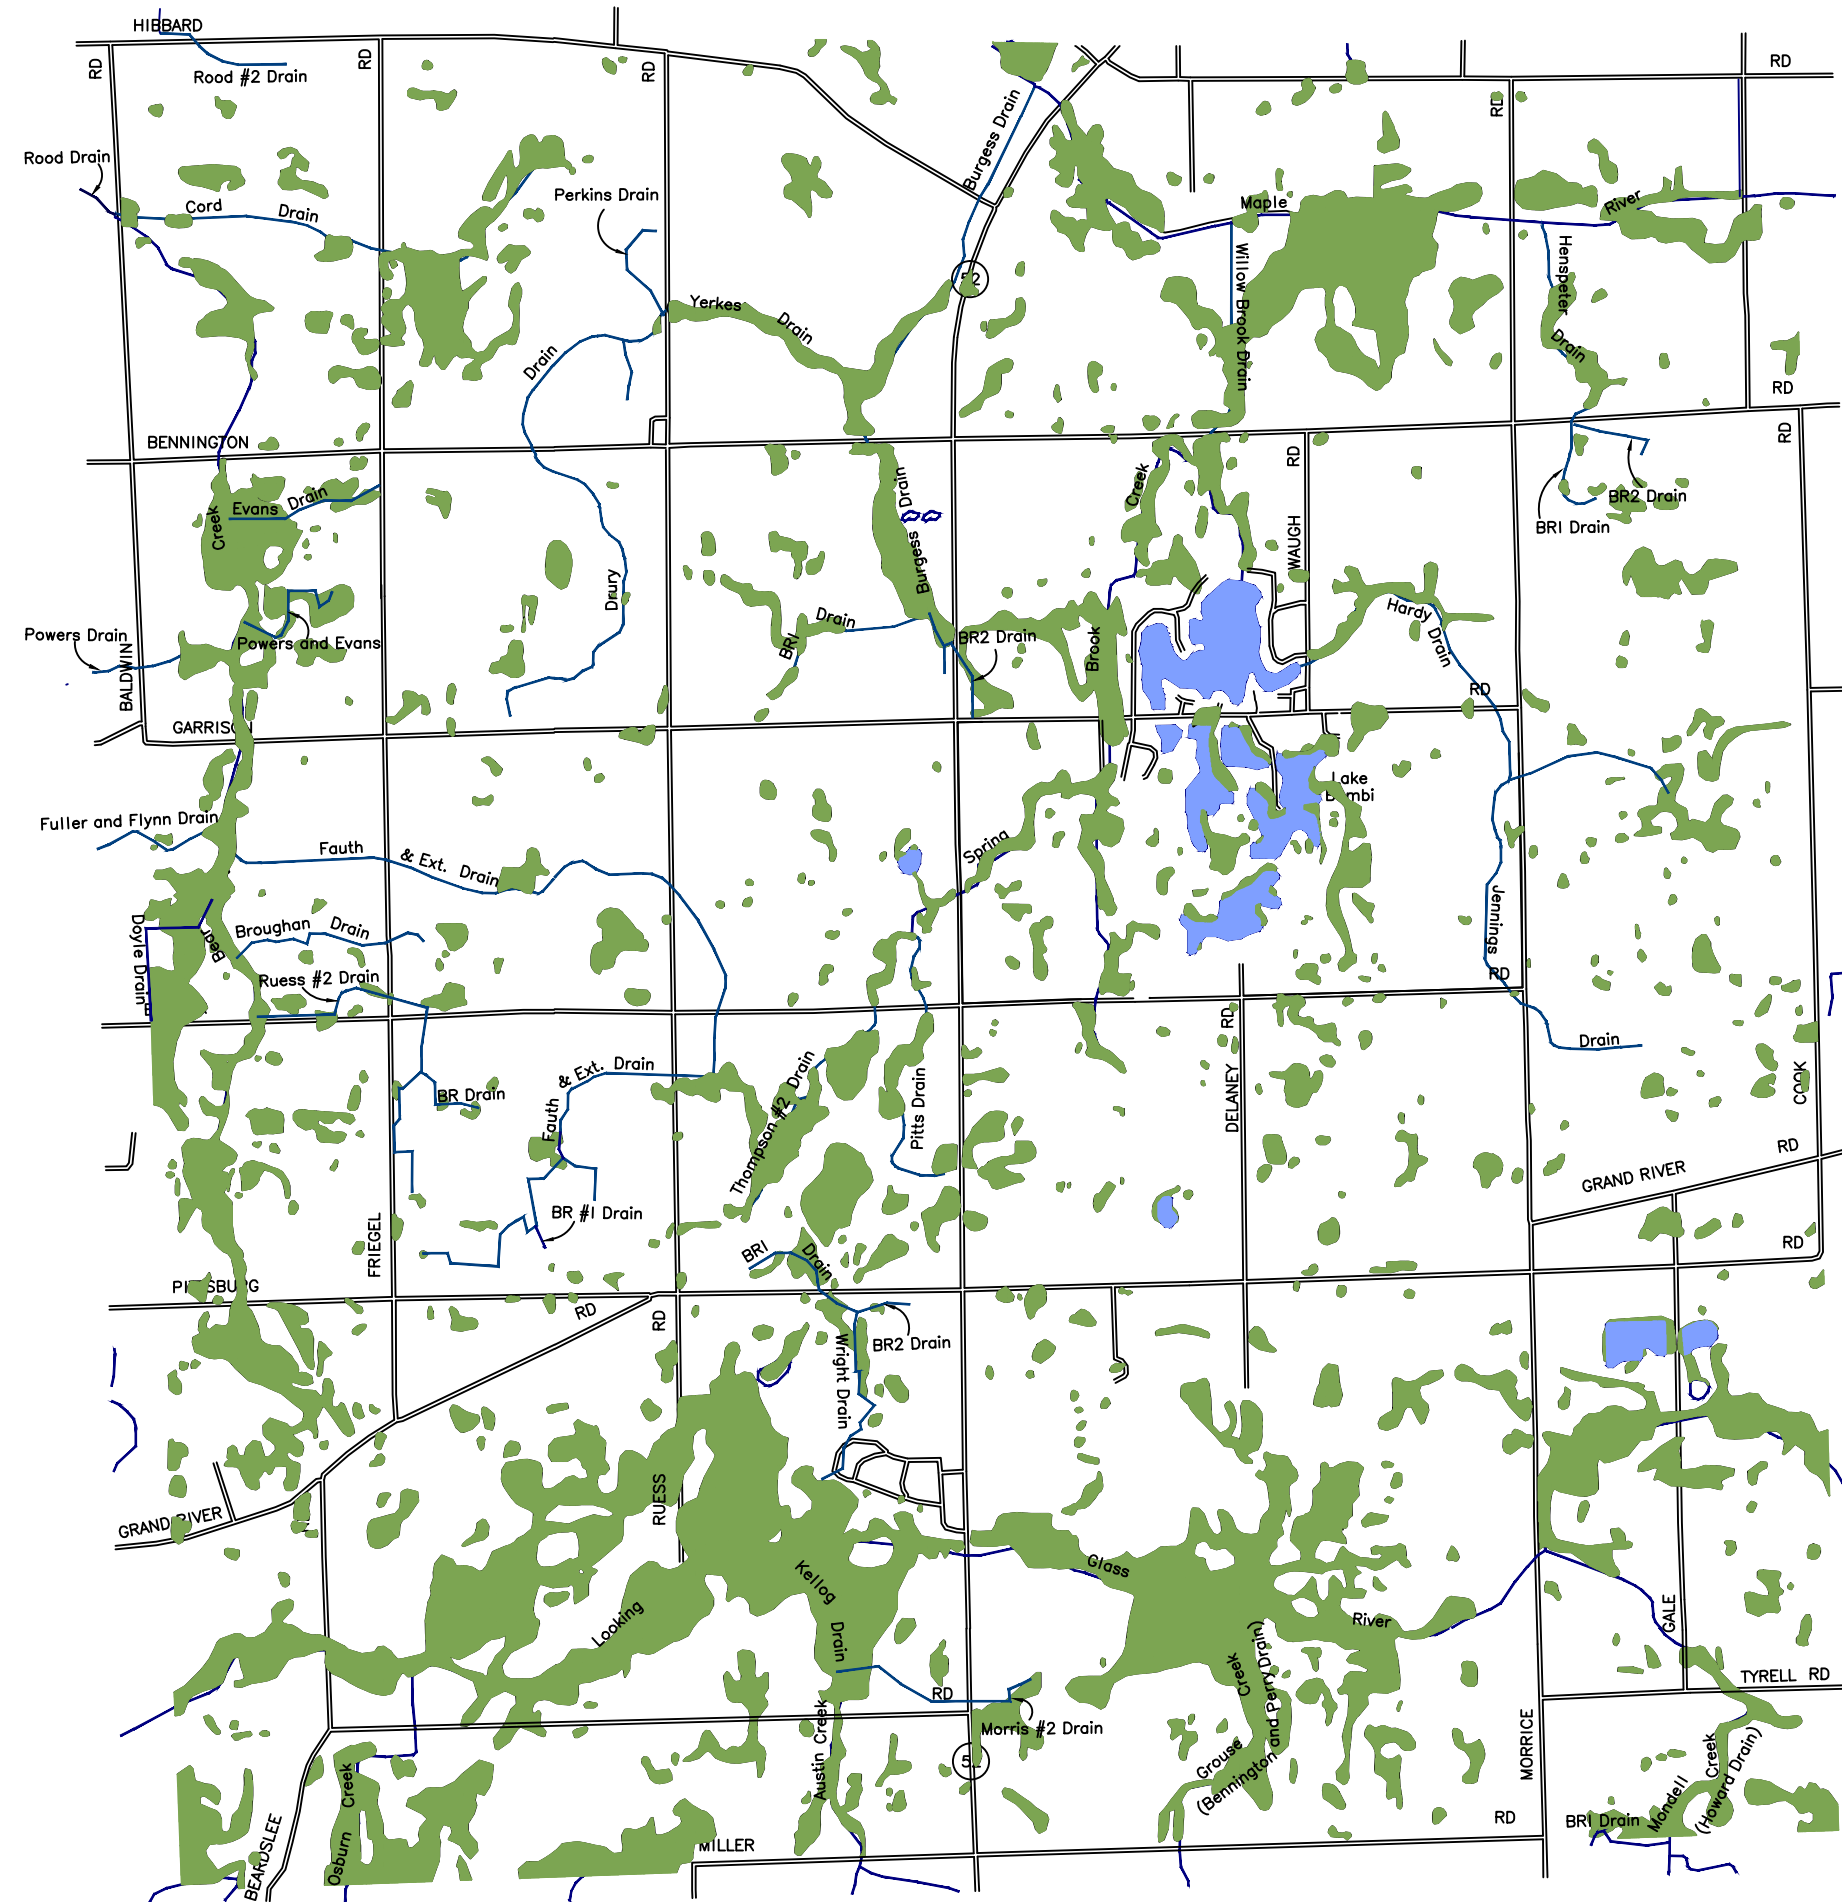 HIBBARD
RD
RD
RD
RD
RD
Rood #2 Drain
Rood Drain
Cord Drain
Perkins Drain
Burgess Drain
Maple River
Henspeter Drain
Willow Brook Drain
Yerkes Drain
Drain
RD
BENNINGTON
RD
RD
Evans Drain
Creek
Creek
Burgess Drain
BR2 Drain
BR1 Drain
WAUGH
Drury
Powers and Evans
Powers Drain
BALDWIN
BR1 Drain
BR2 Drain
Brook
Hardy Drain
RD
Lake
Fuller and Flynn Drain
Fauth & Ext. Drain
Spring
Jennings
Doyle Drain
Bear
Broughan Drain
Ruess #2 Drain
RD
RD
Drain
Fauth & Ext. Drain
BR Drain
Thompson #2 Drain
Pitts Drain
DELANEY
COOK
RD
GRAND RIVER
BR #1 Drain
FRIEGEL
BR1 Drain
RD
RD
RD
BR2 Drain
Wright Drain
GRAND RIVER
RUESS
Kellog Drain
Glass
River
Looking
GALE
TYRELL RD
RD
Morris #2 Drain
Austin Creek
Grouse Creek
(Bennington and Perry Drain)
MORRICE
Mondell Creek
(Howard Drain)
BR1 Drain
RD
MILLER
BEARDSLEE
Osburn Creek